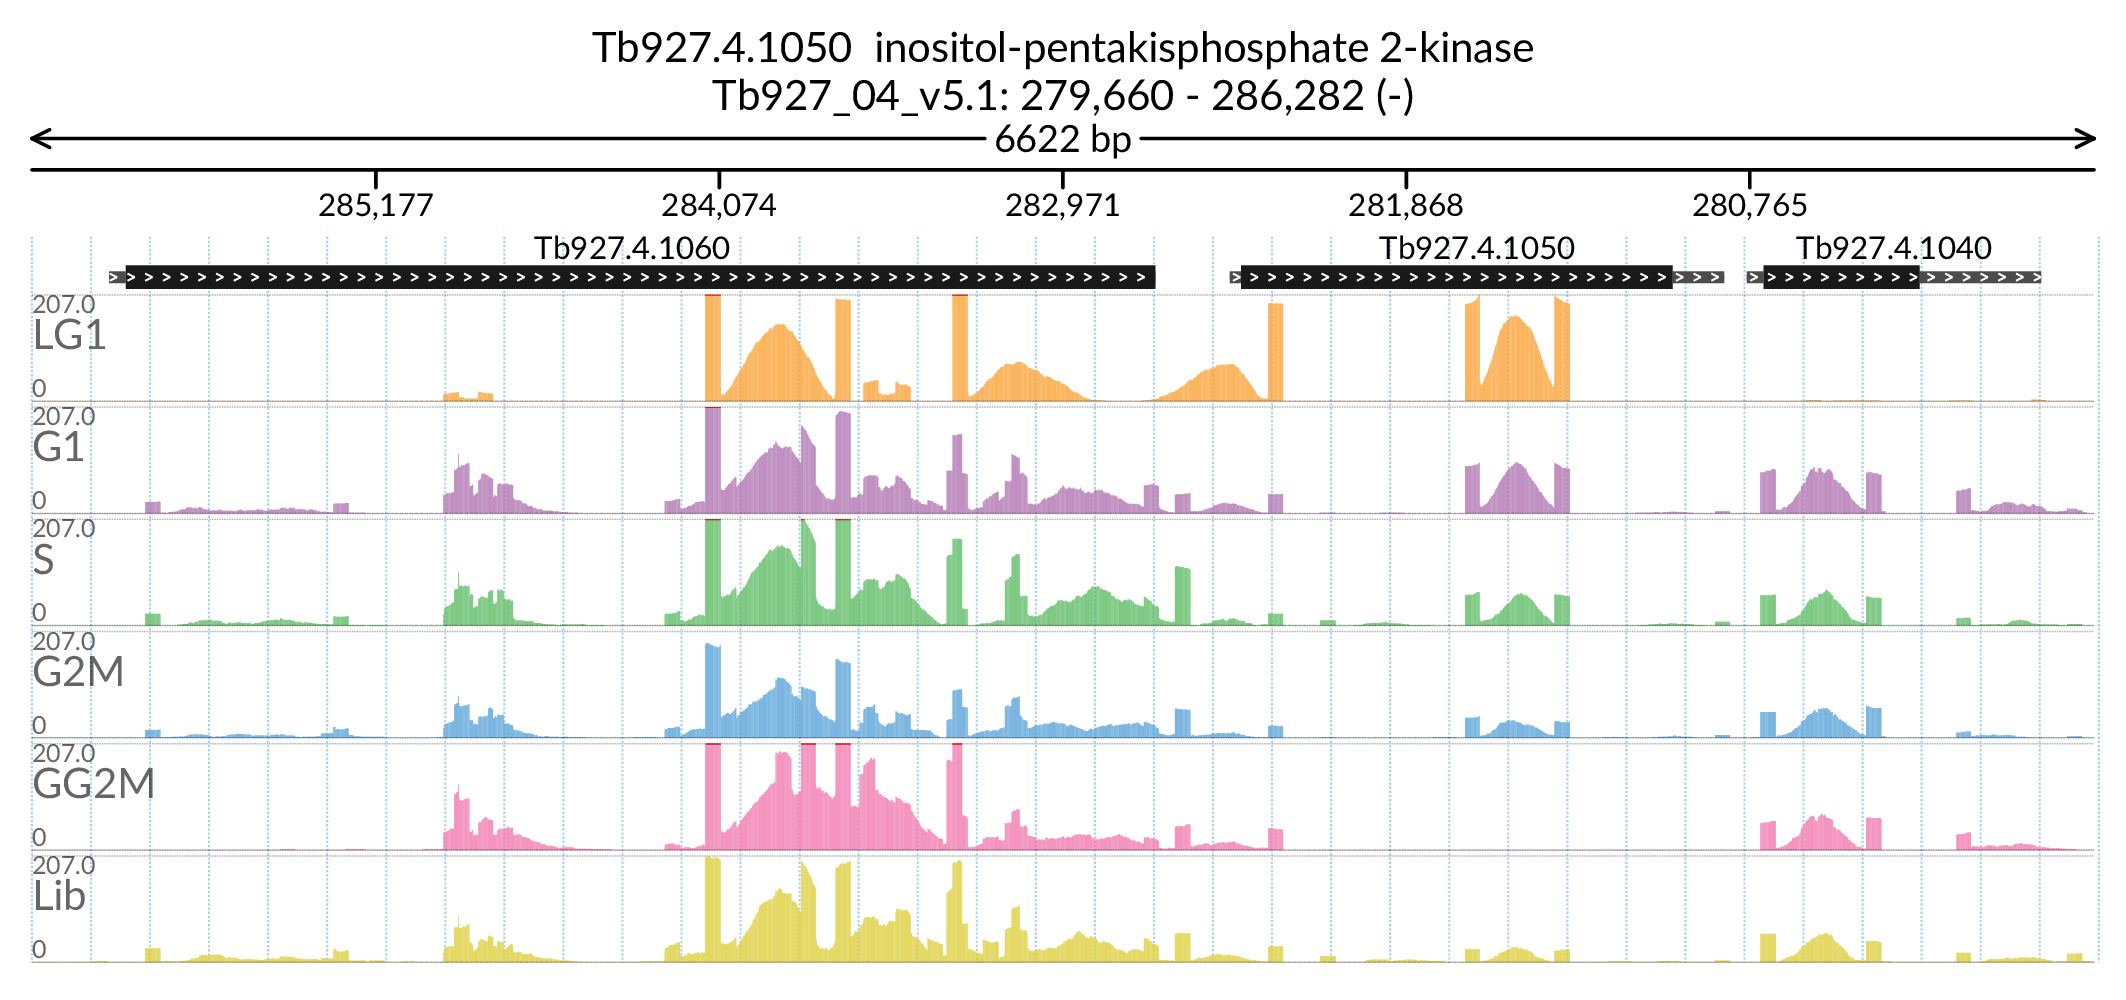 Tb927.4.1050  inositol-pentakisphosphate 2-kinase
Tb927_04_v5.1: 279,660 - 286,282 (-)
6622 bp
285,177 284,074 282,971 281,868 280,765
Tb927.4.1060 Tb927.4.1050 Tb927.4.1040
207.0
LG1
0
207.0
G1
0
207.0
S
0
207.0
G2M
0
207.0
GG2M
0
207.0
Lib
0